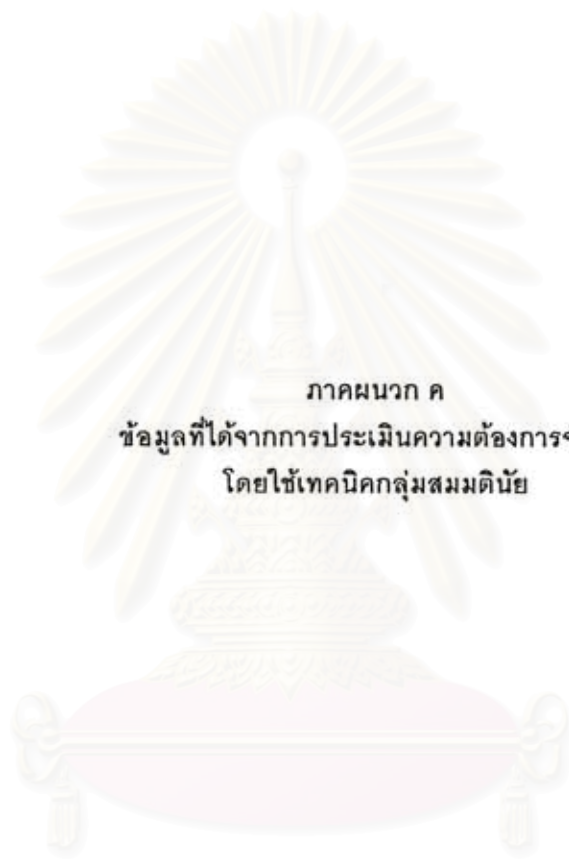 ภาคผนวก ค
ข้อมูลที่ได้จากการประเมินความต้องการ
โดยใช้เทคนิคกลุ่มสมมตินัย